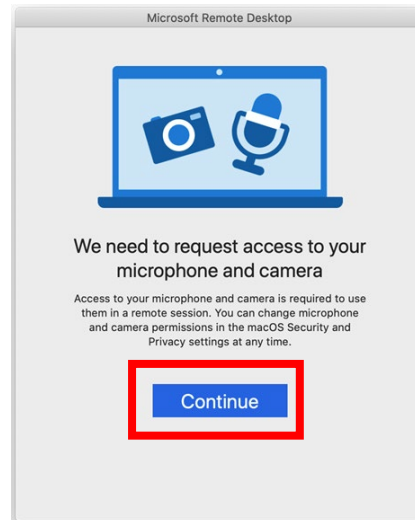 Microsoft Remote Desktop
We need to request access to your
microphone and camera
Access to your microphone and camera is required to use
them in a remote session. You can change microphone
and camera permissions in the macOS Security and
Privacy settings at any time.
Continue